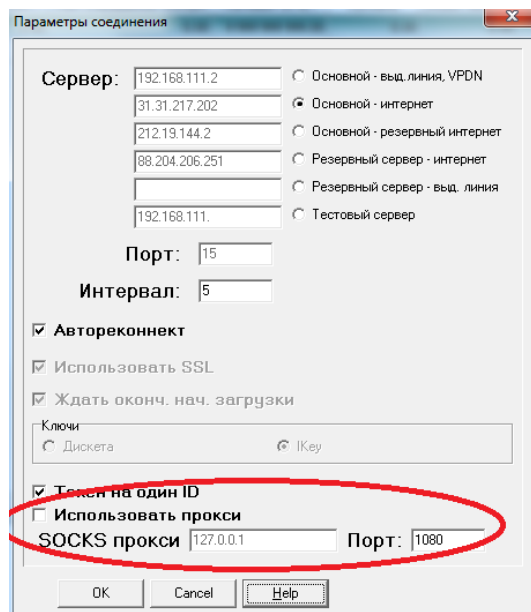 Параметры соединения
Сервер: 192.168.111.2 Основной - выд.линия, VPDN
31.31.217.202 Основной - интернет
212.19.144.2 Основной - резервный интернет
88.204.206.251 Резервный сервер - интернет
Резервный сервер - выд. линия
192.168.111. Тестовый сервер
Порт: 15
Интервал: 5
Автореконнект
Использовать SSL
Ждать оконч. нач. загрузки
Ключи
Дискета IKey
Токен на один ID
Использовать прокси
SOCKS прокси 127.0.0.1 Порт: 1080
OK Cancel Help